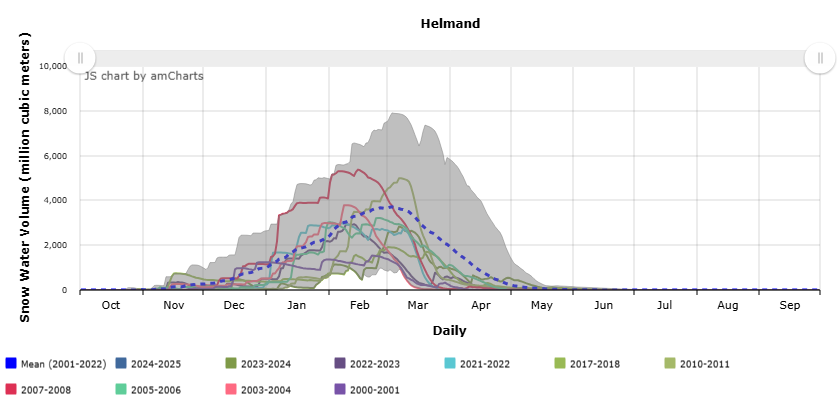 Helmand
Snow Water Volume (million cubic meters)
JS chart by amCharts
10,000
8,000
6,000
4,000
2,000
0
Oct Nov Dec Jan Feb Mar Apr May Jun Jul Aug Sep
Daily
Mean (2001-2022) 2024-2025 2023-2024 2022-2023 2021-2022 2017-2018 2010-2011
2007-2008 2005-2006 2003-2004 2000-2001